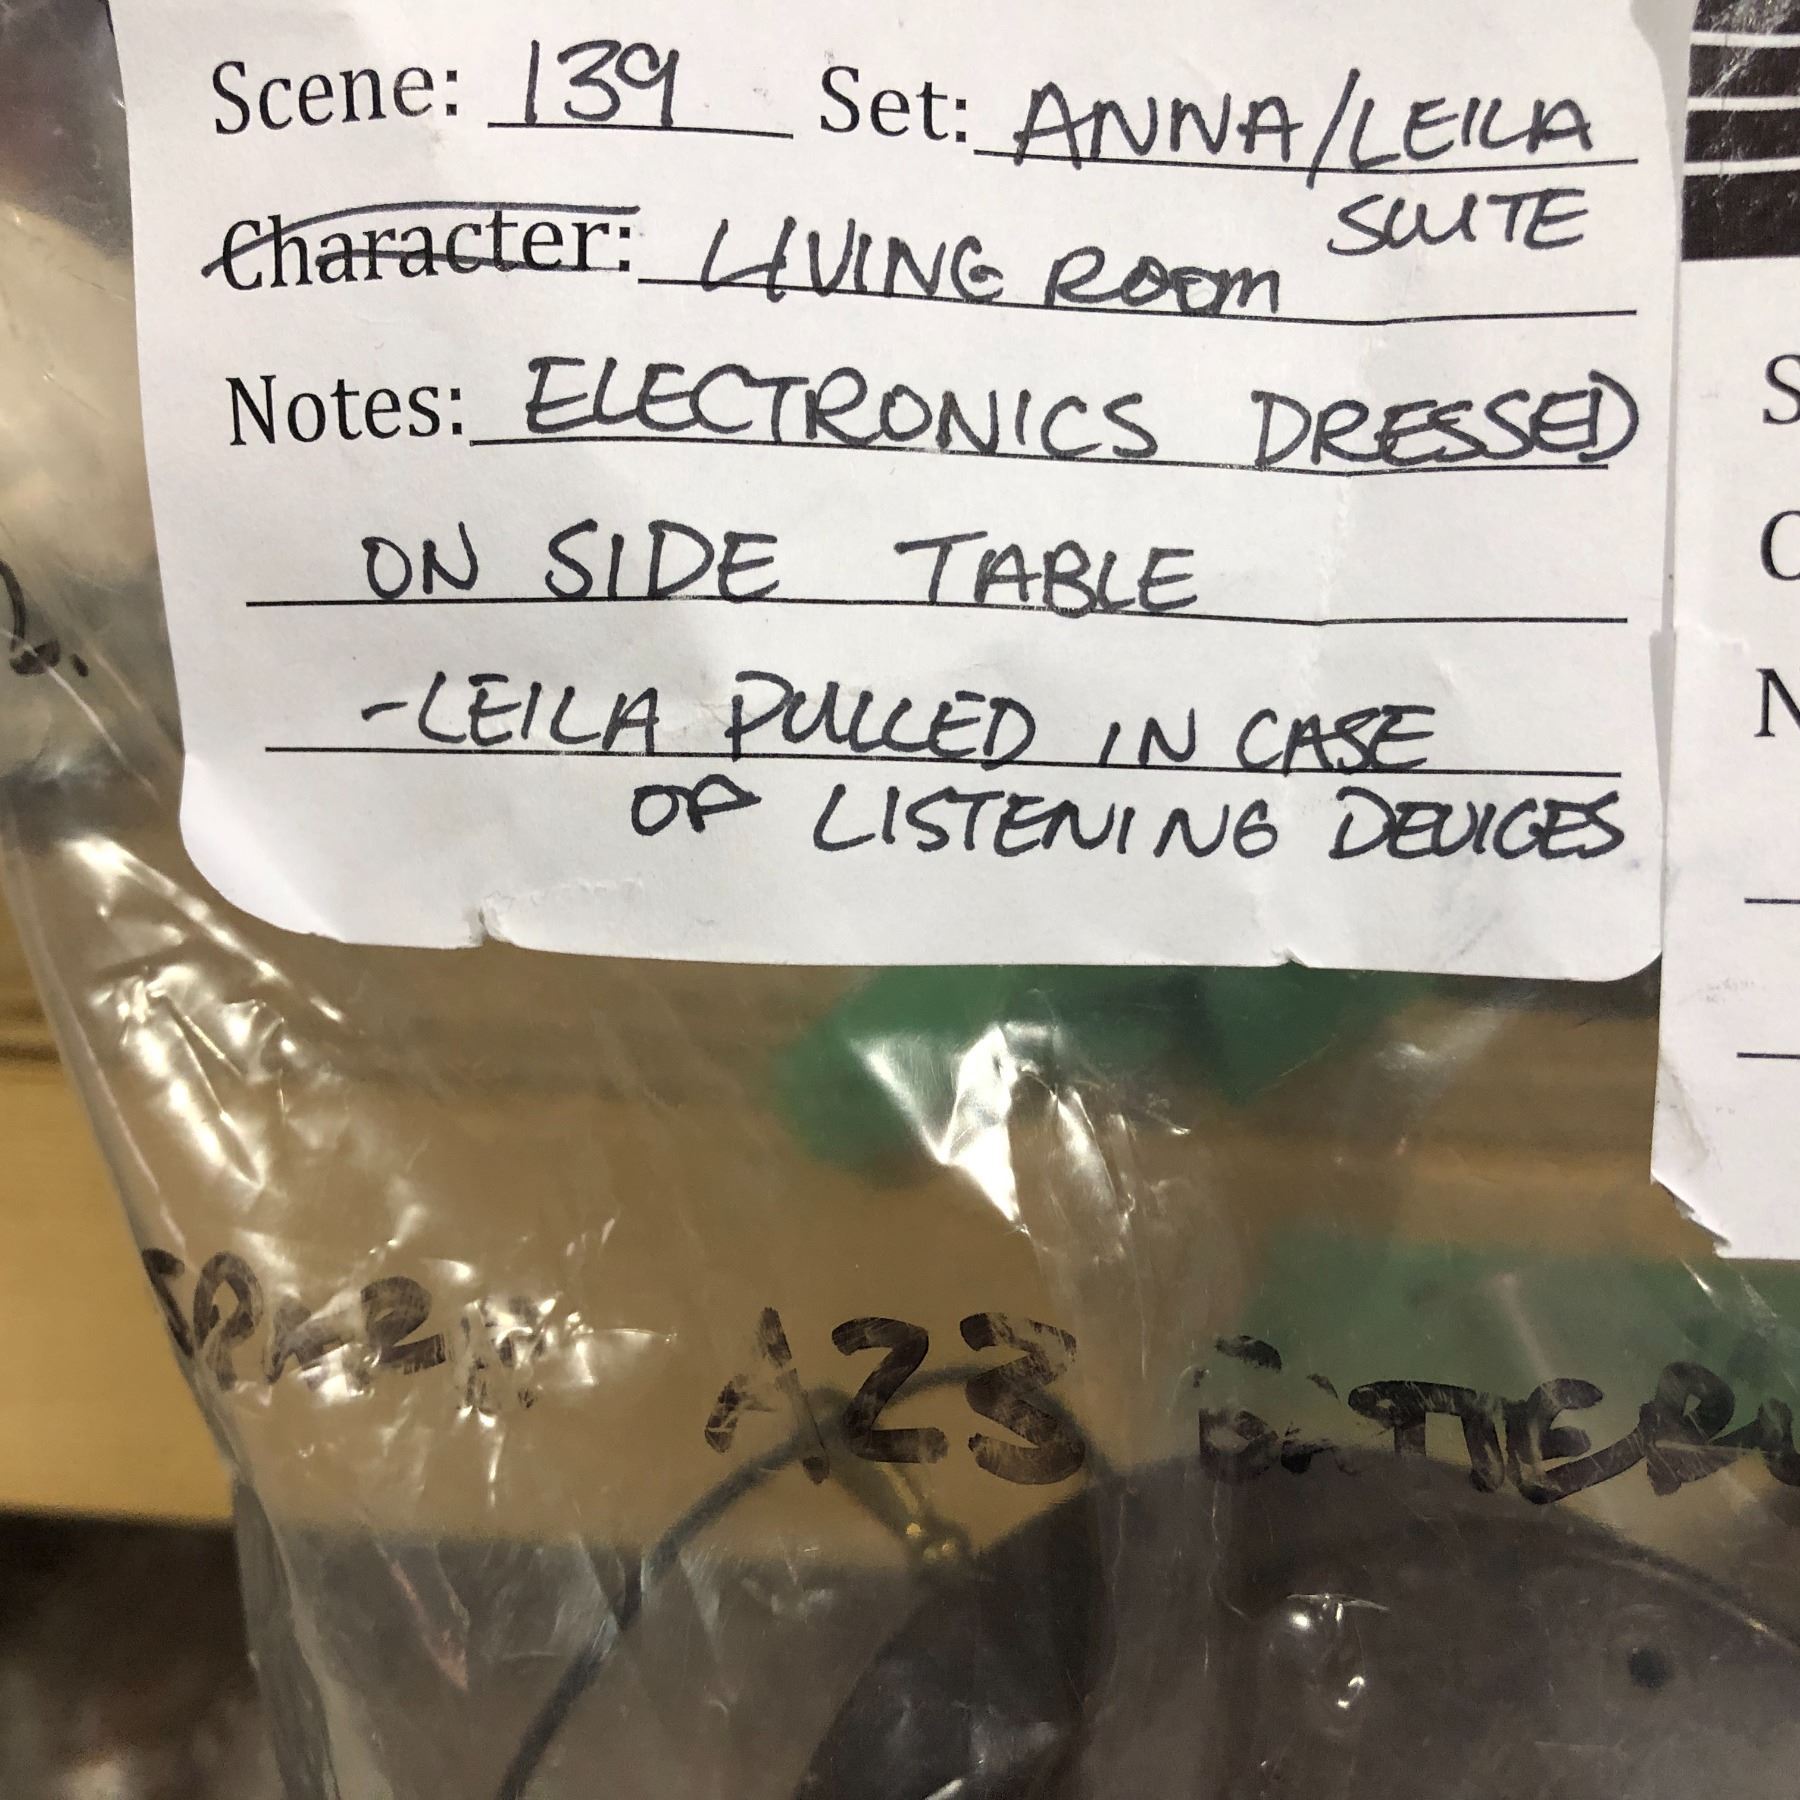 Scene: 139 Set: ANNA/LEILA
SUITE
Character: LIVING ROOM
Notes: ELECTRONICS DRESSED
ON SIDE TABLE
-LEILA PULLED IN CASE
OF LISTENING DEVICES
A23